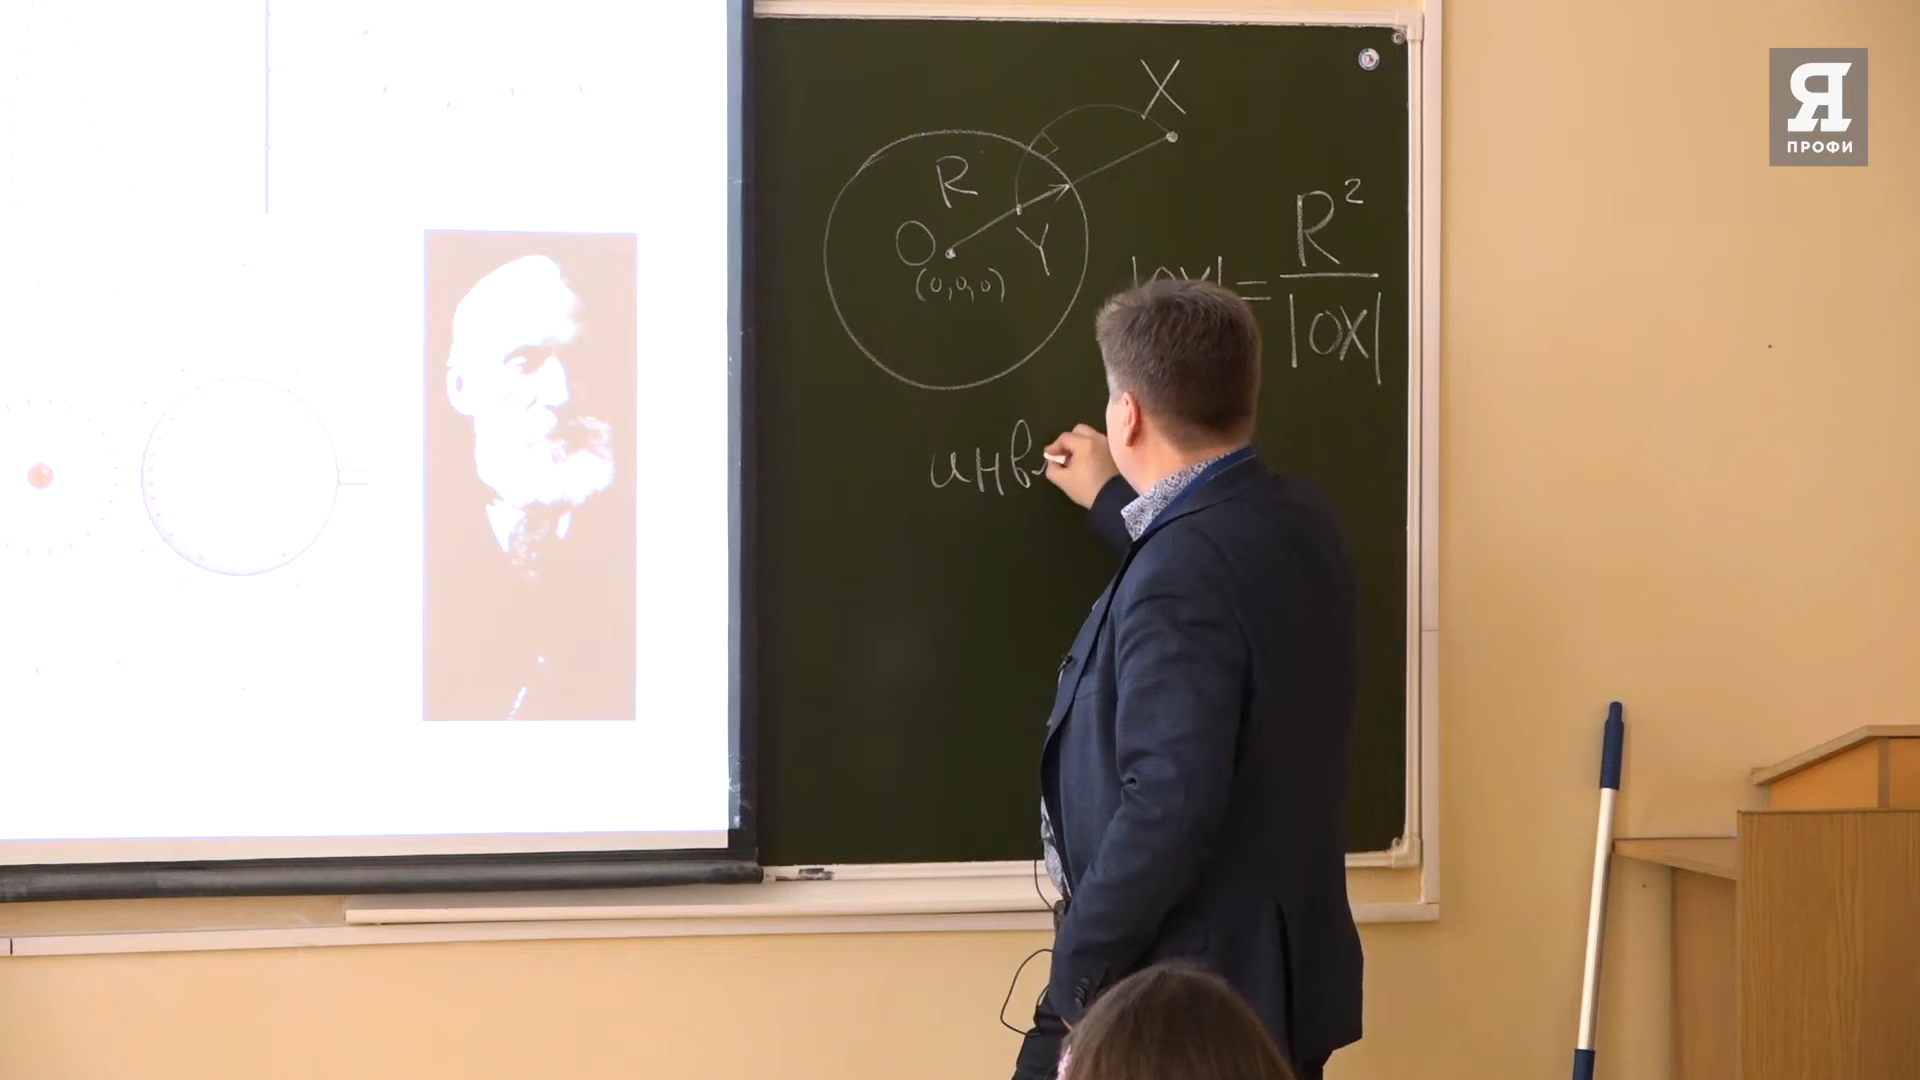 X
R
O
Y
(0,0,0)
|OY| = R² / |OX|
инв
Я
ПРОФИ